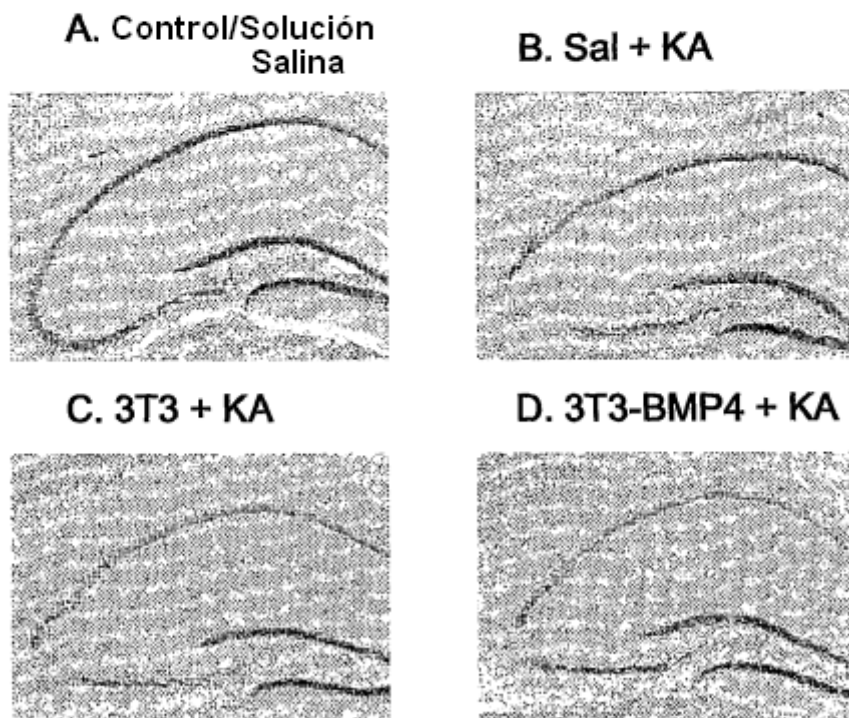 A. Control/Solución
Salina
B. Sal + KA
C. 3T3 + KA
D. 3T3-BMP4 + KA